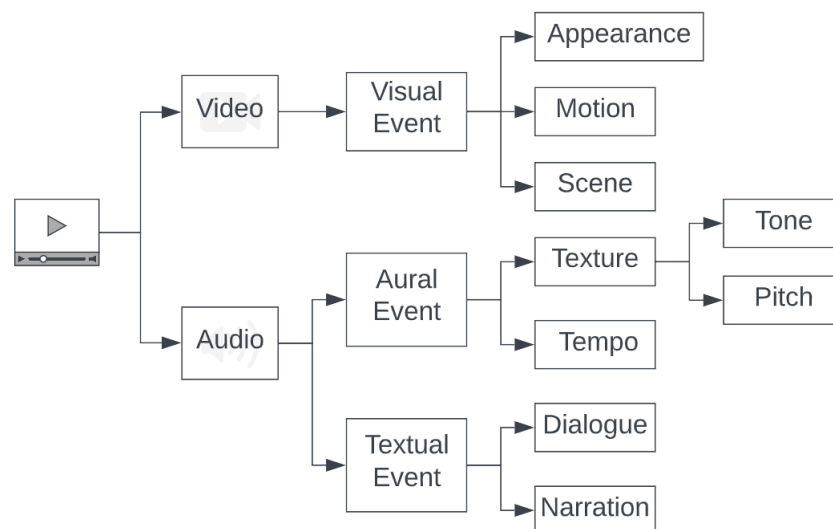 Appearance
Video
Visual
Event
Motion
Scene
Tone
Texture
Aural
Event
Pitch
Audio
Tempo
Dialogue
Textual
Event
Narration